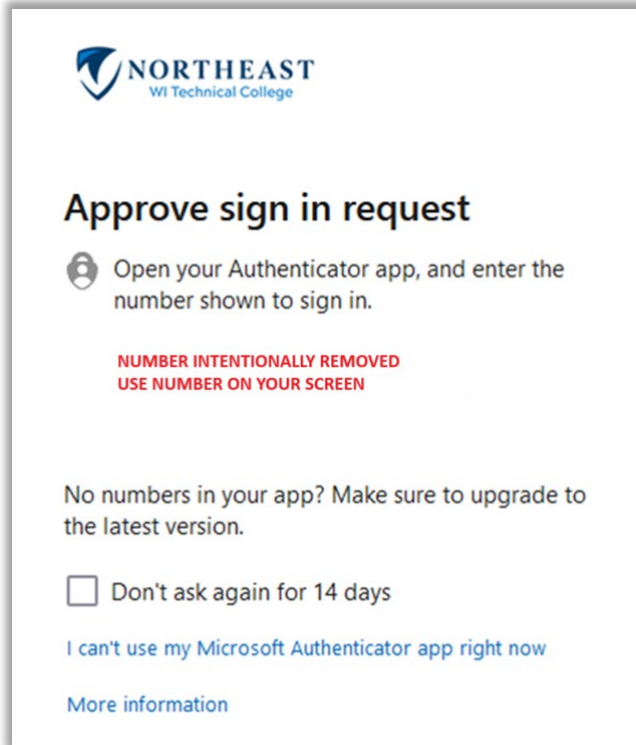 NORTHEAST
WI Technical College
Approve sign in request
Open your Authenticator app, and enter the
number shown to sign in.
NUMBER INTENTIONALLY REMOVED
USE NUMBER ON YOUR SCREEN
No numbers in your app? Make sure to upgrade to
the latest version.
Don't ask again for 14 days
I can't use my Microsoft Authenticator app right now
More information